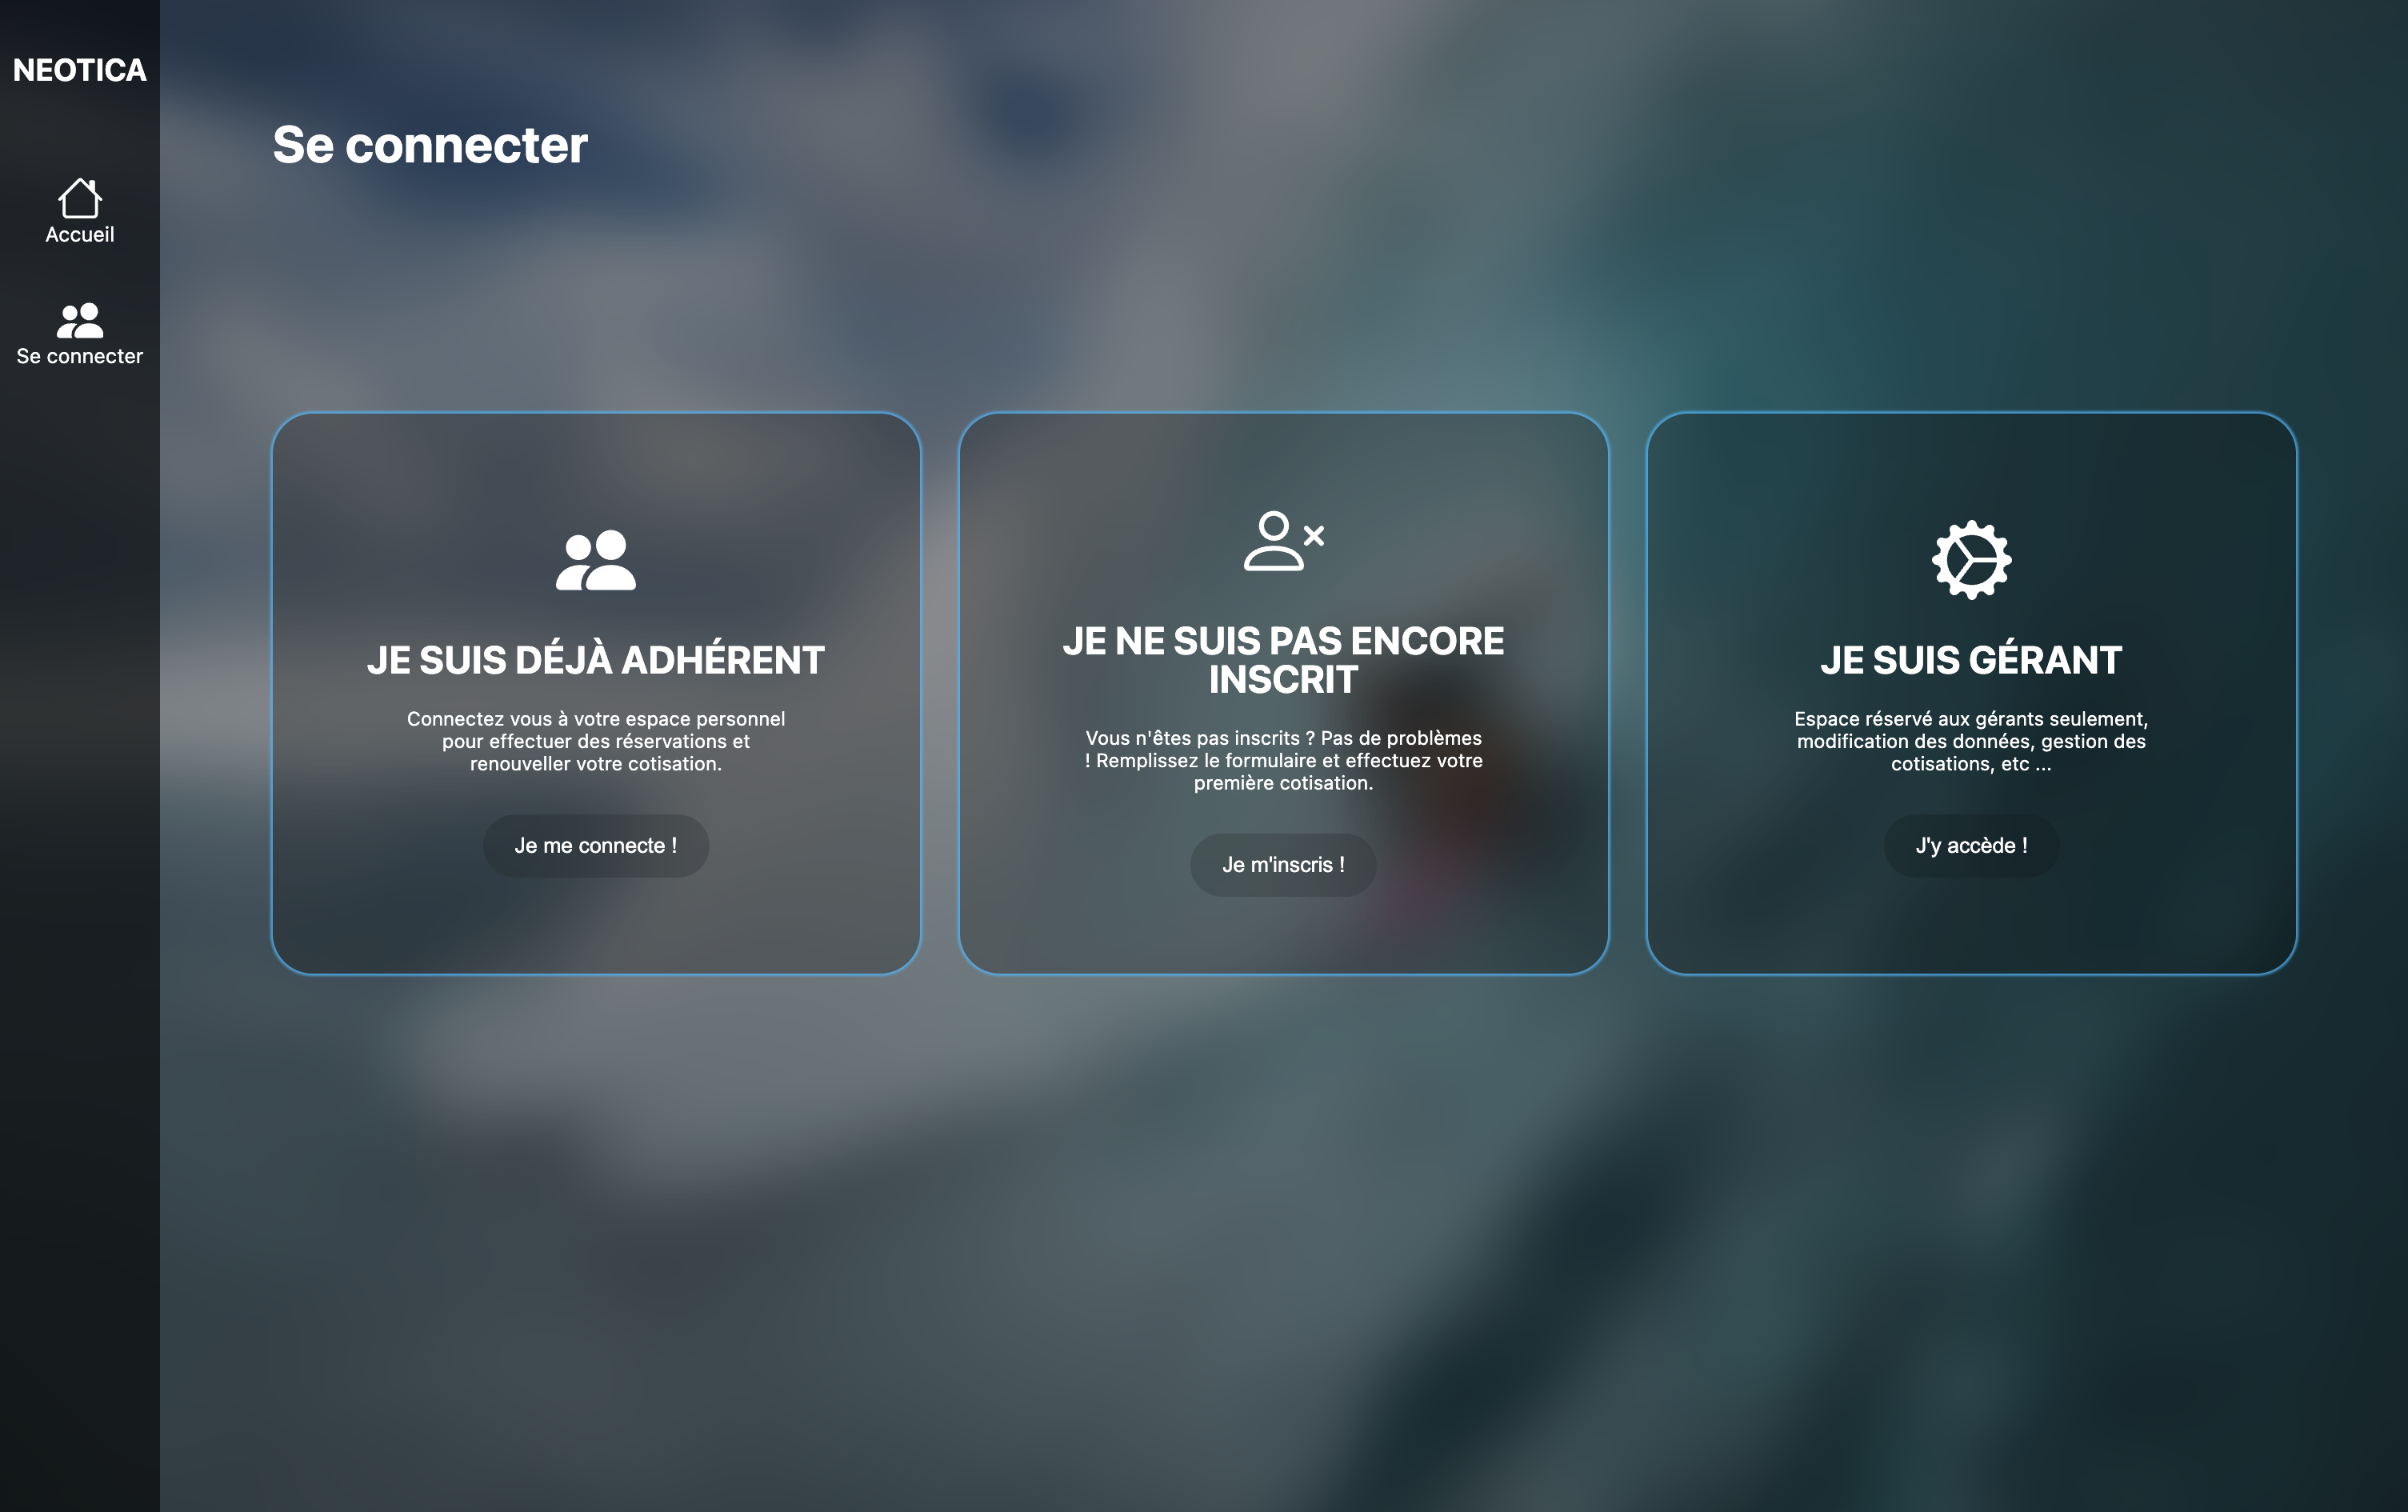 NEOTICA
Accueil
Se connecter
Se connecter
JE SUIS DÉJÀ ADHÉRENT
Connectez vous à votre espace personnel
pour effectuer des réservations et
renouveller votre cotisation.
Je me connecte !
JE NE SUIS PAS ENCORE
INSCRIT
Vous n'êtes pas inscrits ? Pas de problèmes
! Remplissez le formulaire et effectuez votre
première cotisation.
Je m'inscris !
JE SUIS GÉRANT
Espace réservé aux gérants seulement,
modification des données, gestion des
cotisations, etc ...
J'y accède !